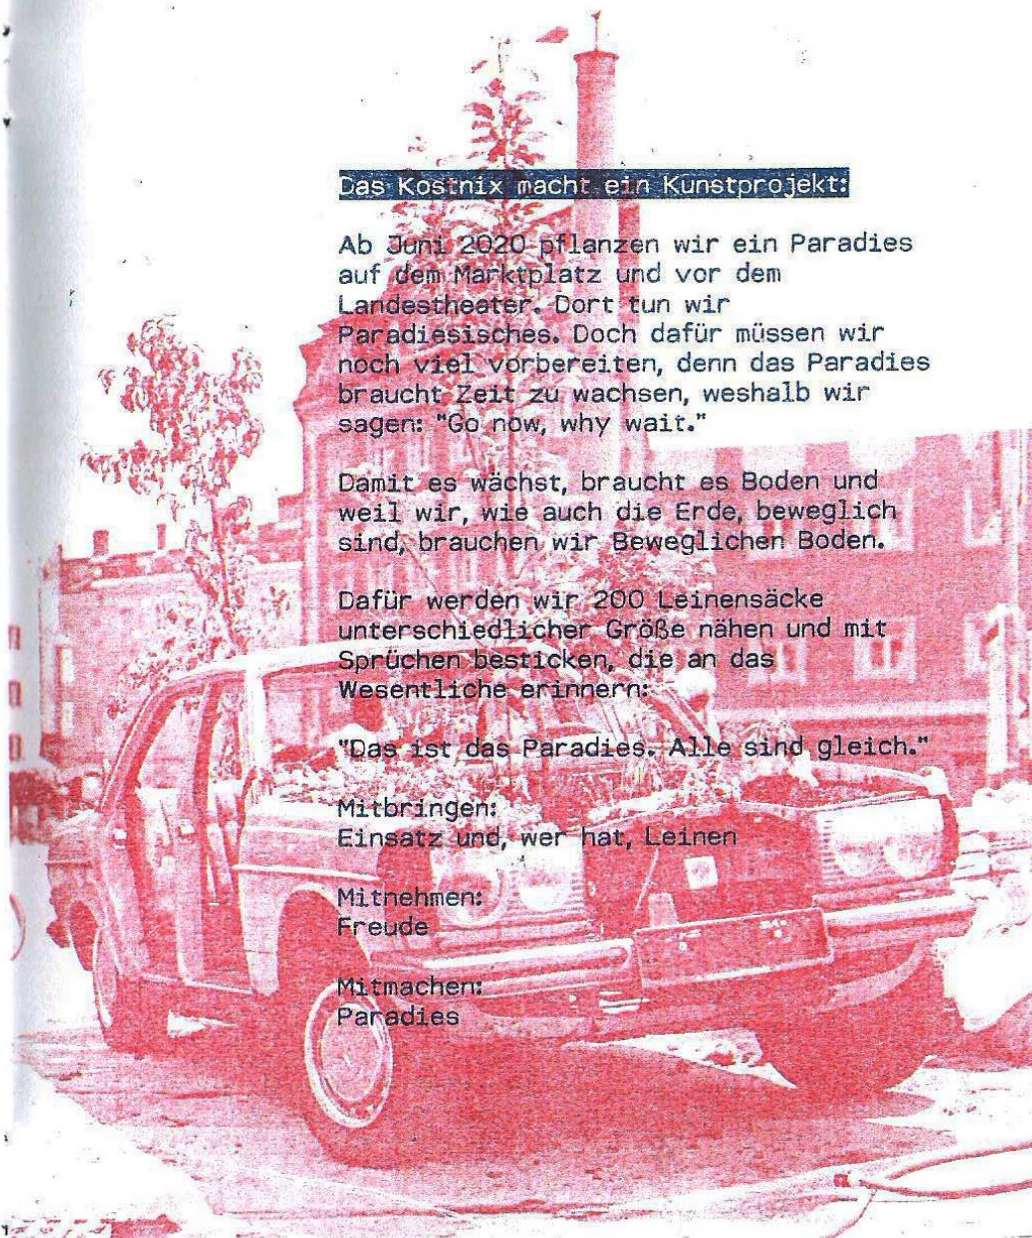 Das Kostnix macht ein Kunstprojekt:
Ab Juni 2020 pflanzen wir ein Paradies
auf dem Marktplatz und vor dem
Landestheater. Dort tun wir
Paradiesisches. Doch dafür müssen wir
noch viel vorbereiten, denn das Paradies
braucht Zeit zu wachsen, weshalb wir
sagen: "Go now, why wait."
Damit es wächst, braucht es Boden und
weil wir, wie auch die Erde, beweglich
sind, brauchen wir Beweglichen Boden.
Dafür werden wir 200 Leinensäcke
unterschiedlicher Größe nähen und mit
Sprüchen besticken, die an das
Wesentliche erinnern:
"Das ist das Paradies. Alle sind gleich."
Mitbringen:
Einsatz und, wer hat, Leinen
Mitnehmen:
Freude
Mitmachen:
Paradies